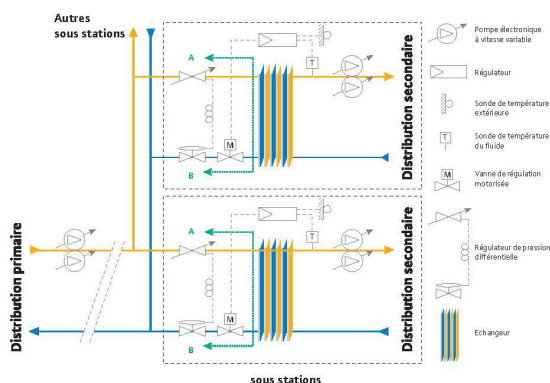 Autres
sous stations
A
B
M
T
Distribution secondaire
A
B
M
T
Distribution secondaire
Distribution primaire
sous stations
Pompe électronique
à vitesse variable
Régulateur
Sonde de température
extérieure
T
Sonde de température
du fluide
M
Vanne de régulation
motorisée
Régulateur de pression
différentielle
Echangeur